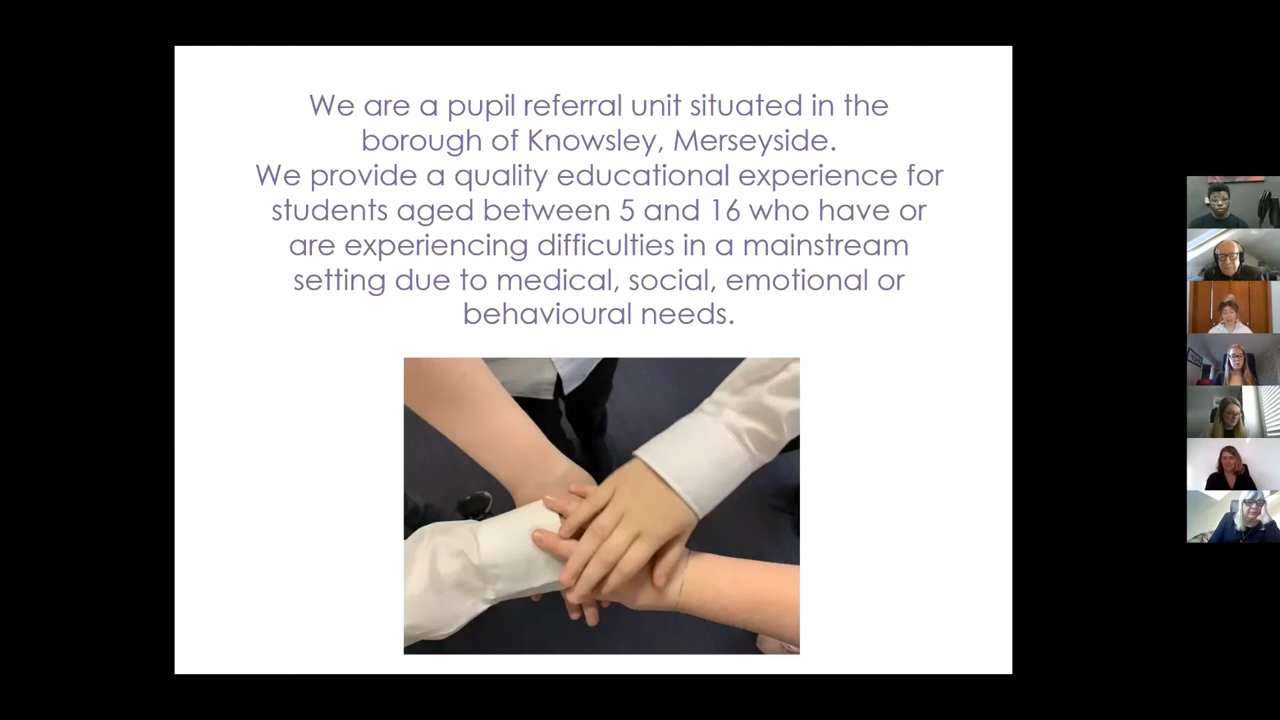 We are a pupil referral unit situated in the
borough of Knowsley, Merseyside.
We provide a quality educational experience for
students aged between 5 and 16 who have or
are experiencing difficulties in a mainstream
setting due to medical, social, emotional or
behavioural needs.